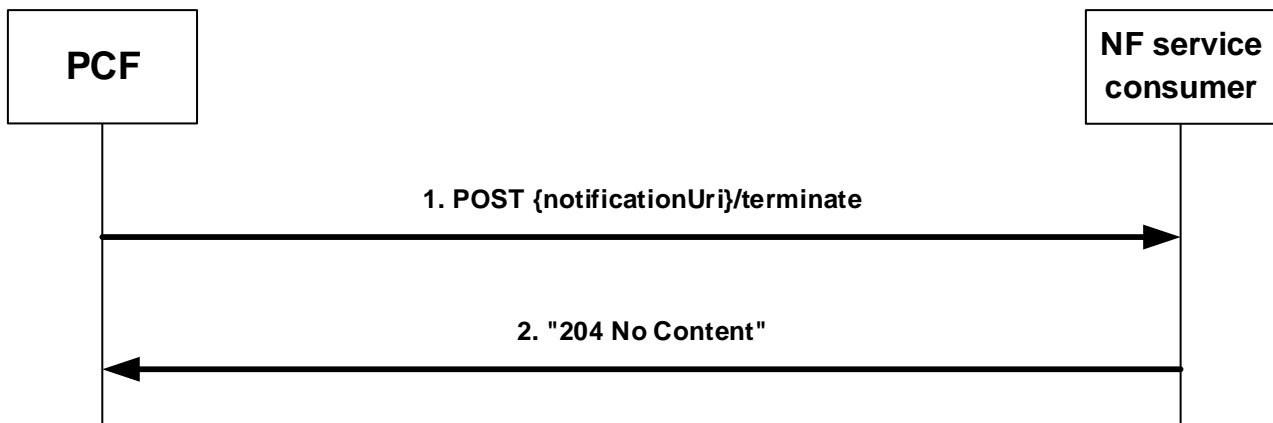 PCF
NF service
consumer
1. POST {notificationUri}/terminate
2. "204 No Content"